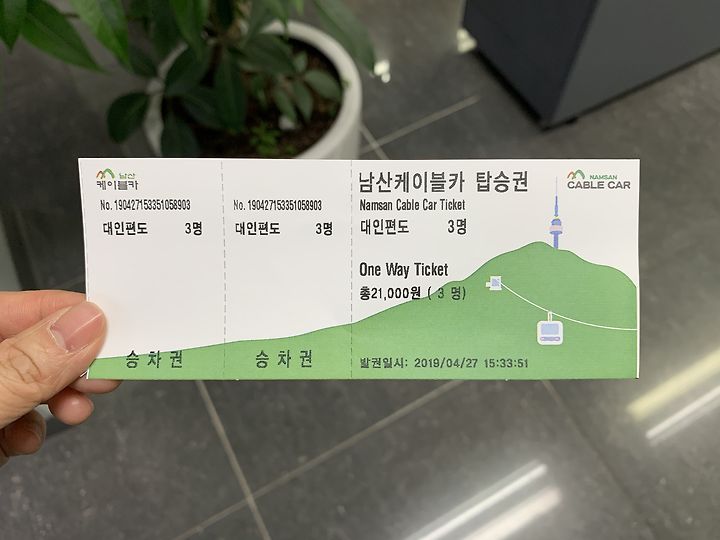 남산
케이블카
No. 190427153351058903
대인편도 3명
승차권
No. 190427153351058903
대인편도 3명
승차권
남산케이블카 탑승권
Namsan Cable Car Ticket
대인편도 3명
One Way Ticket
총21,000원 ( 3 명)
발권일시: 2019/04/27 15:33:51
NAMSAN
CABLE CAR